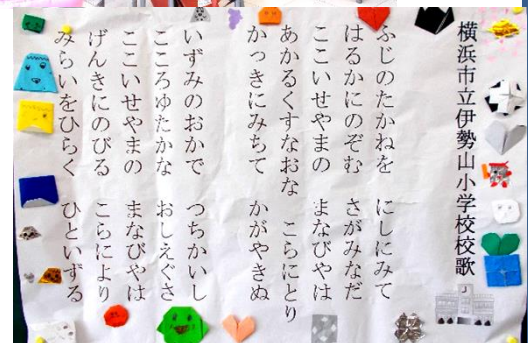 横浜市立伊勢山小学校校歌
ふじのたかねを　にしにみて
はるかにのぞむ　さがみなだ
ここいせやまの　まなびやは
あかるくすなおな　こらにとり
かっきにみちて　かがやきぬ
いずみのおかで　つちかいし
こころゆたかな　おしえぐさ
ここいせやまの　まなびやは
げんきにのびる　こらにより
みらいをひらく　ひといずる